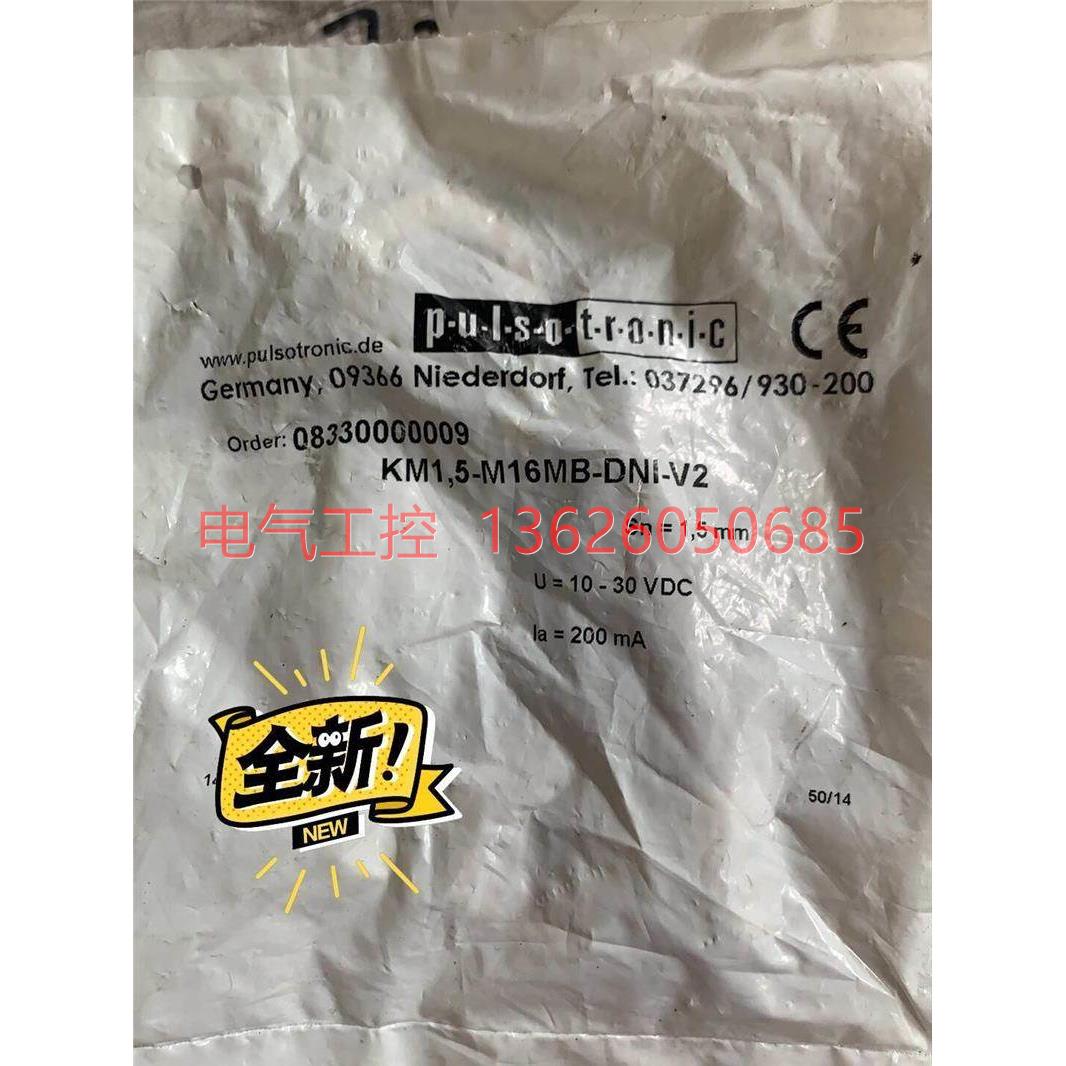 p·u·l·s·o·t·r·o·n·i·c
CE
www.pulsotronic.de
Germany, 09366 Niederdorf, Tel.: 037296/930-200
Order: 08330000009
KM1,5-M16MB-DNI-V2
电气工控 13626050685
Sn = 1,5 mm
U = 10 - 30 VDC
Ia = 200 mA
全新!
NEW
50/14